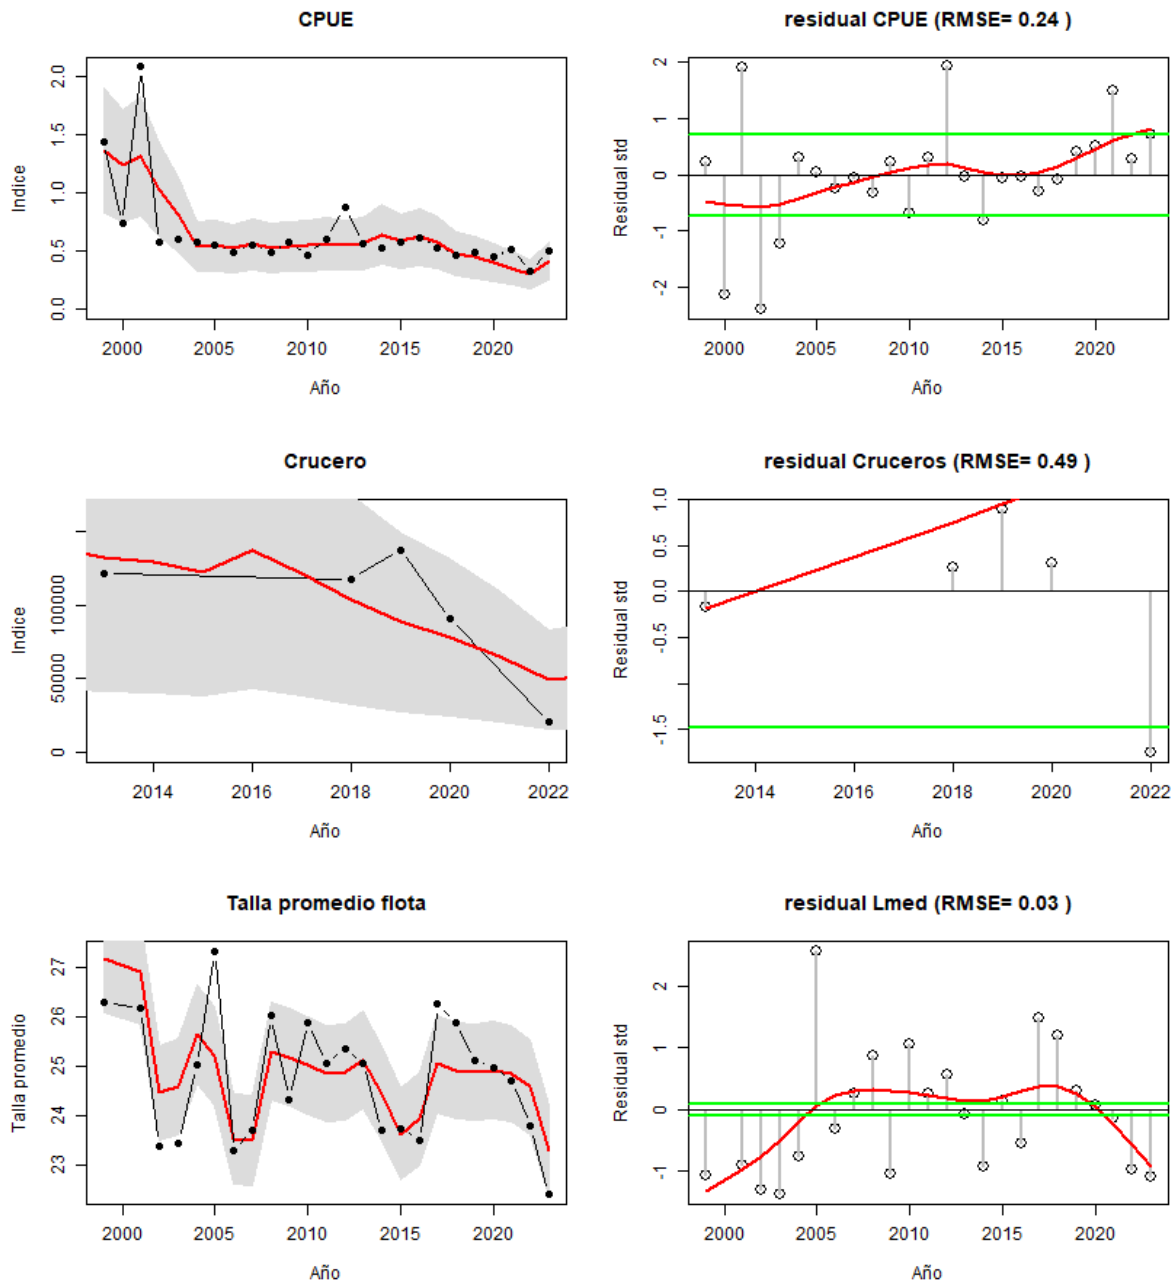 CPUE
Indice
0.0 0.5 1.0 1.5 2.0
2000 2005 2010 2015 2020
Año
residual CPUE (RMSE= 0.24 )
Residual std
-2 -1 0 1 2
2000 2005 2010 2015 2020
Año
Crucero
Indice
0 50000 100000
2014 2016 2018 2020 2022
Año
residual Cruceros (RMSE= 0.49 )
Residual std
-1.5 -0.5 0.0 0.5 1.0
2014 2016 2018 2020 2022
Año
Talla promedio flota
Talla promedio
23 24 25 26 27
2000 2005 2010 2015 2020
Año
residual Lmed (RMSE= 0.03 )
Residual std
-1 0 1 2
2000 2005 2010 2015 2020
Año